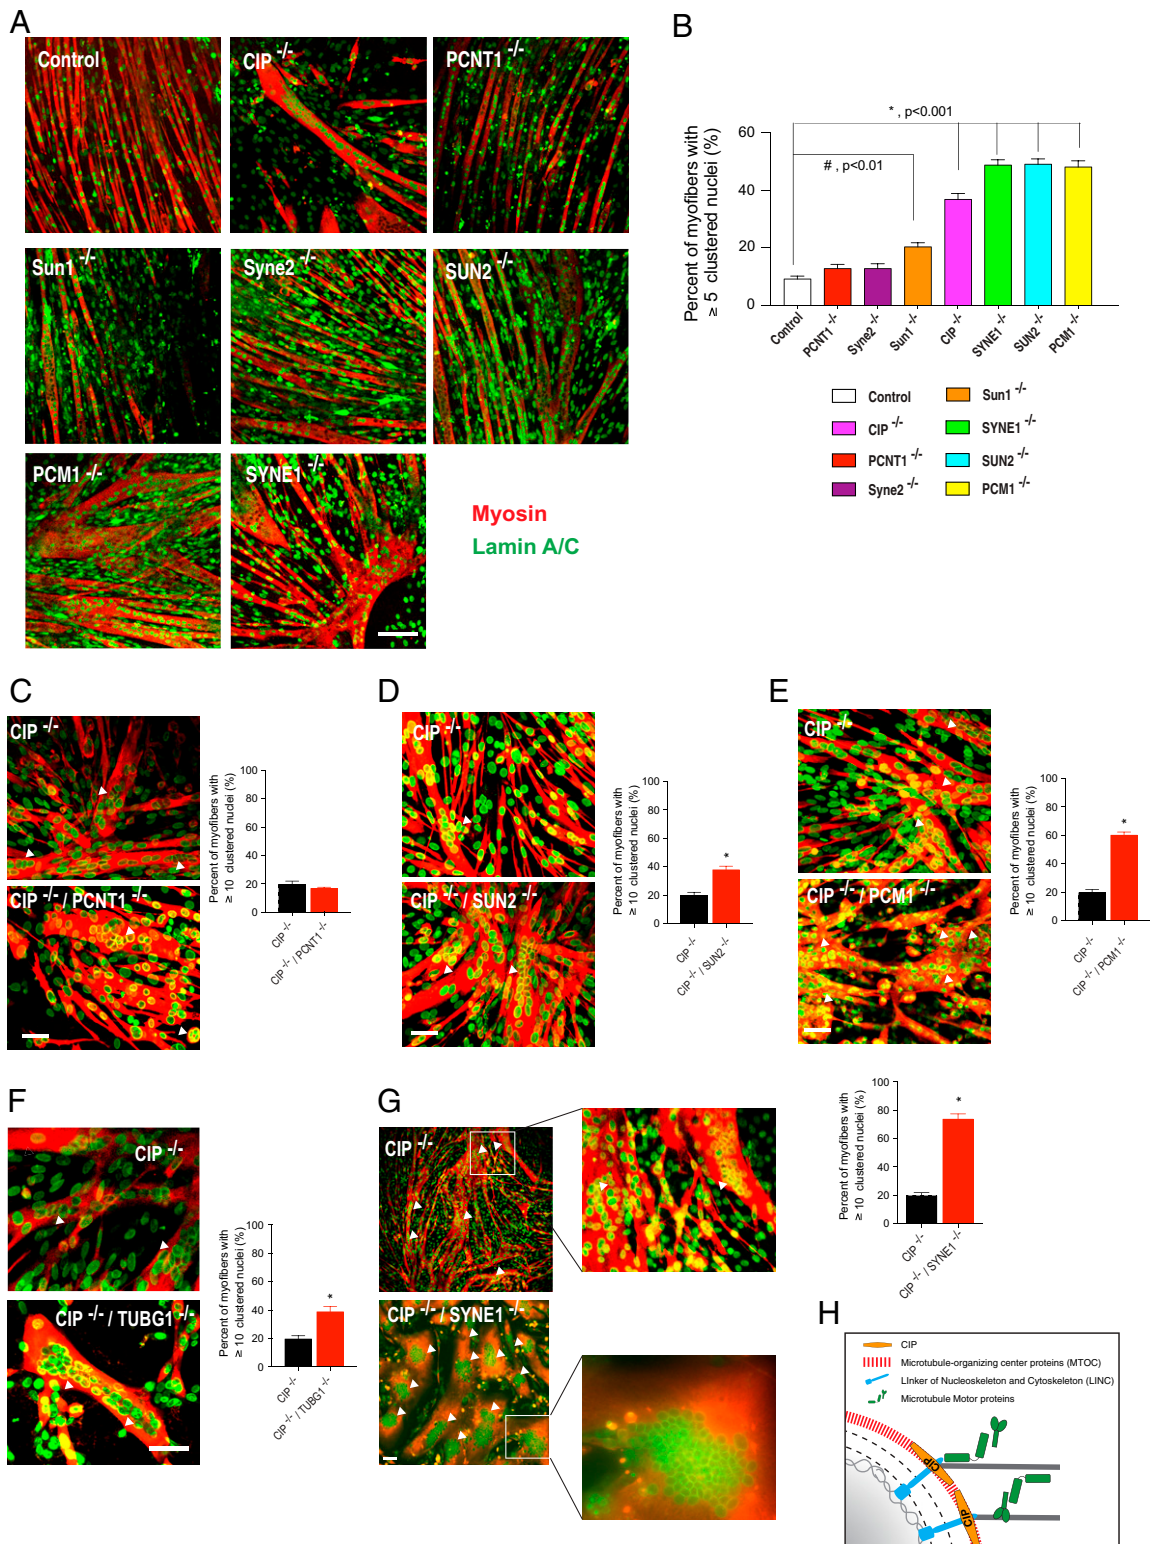 A
Control
CIP -/-
PCNT1 -/-
Sun1 -/-
Syne2 -/-
SUN2 -/-
PCM1 -/-
SYNE1 -/-
Myosin
Lamin A/C
B
Percent of myofibers with
≥ 5 clustered nuclei (%)
60
40
20
0
*, p<0.001
#, p<0.01
Control
PCNT1 -/-
Syne2 -/-
Sun1 -/-
CIP -/-
SYNE1 -/-
SUN2 -/-
PCM1 -/-
Control
CIP -/-
PCNT1 -/-
Syne2 -/-
Sun1 -/-
SYNE1 -/-
SUN2 -/-
PCM1 -/-
C
CIP -/-
CIP -/- / PCNT1 -/-
Percent of myofibers with
≥ 10 clustered nuclei (%)
100
80
60
40
20
0
CIP -/-
CIP -/- / PCNT1 -/-
D
CIP -/-
CIP -/- / SUN2 -/-
Percent of myofibers with
≥ 10 clustered nuclei (%)
100
80
60
40
20
0
*
CIP -/-
CIP -/- / SUN2 -/-
E
CIP -/-
CIP -/- / PCM1 -/-
Percent of myofibers with
≥ 10 clustered nuclei (%)
100
80
60
40
20
0
*
CIP -/-
CIP -/- / PCM1 -/-
F
CIP -/-
CIP -/- / TUBG1 -/-
Percent of myofibers with
≥ 10 clustered nuclei (%)
100
80
60
40
20
0
*
CIP -/-
CIP -/- / TUBG1 -/-
G
CIP -/-
CIP -/- / SYNE1 -/-
Percent of myofibers with
≥ 10 clustered nuclei (%)
100
80
60
40
20
0
*
CIP -/-
CIP -/- / SYNE1 -/-
H
CIP
Microtubule-organizing center proteins (MTOC)
LInker of Nucleoskeleton and Cytoskeleton (LINC)
Microtubule Motor proteins
CIP
CIP